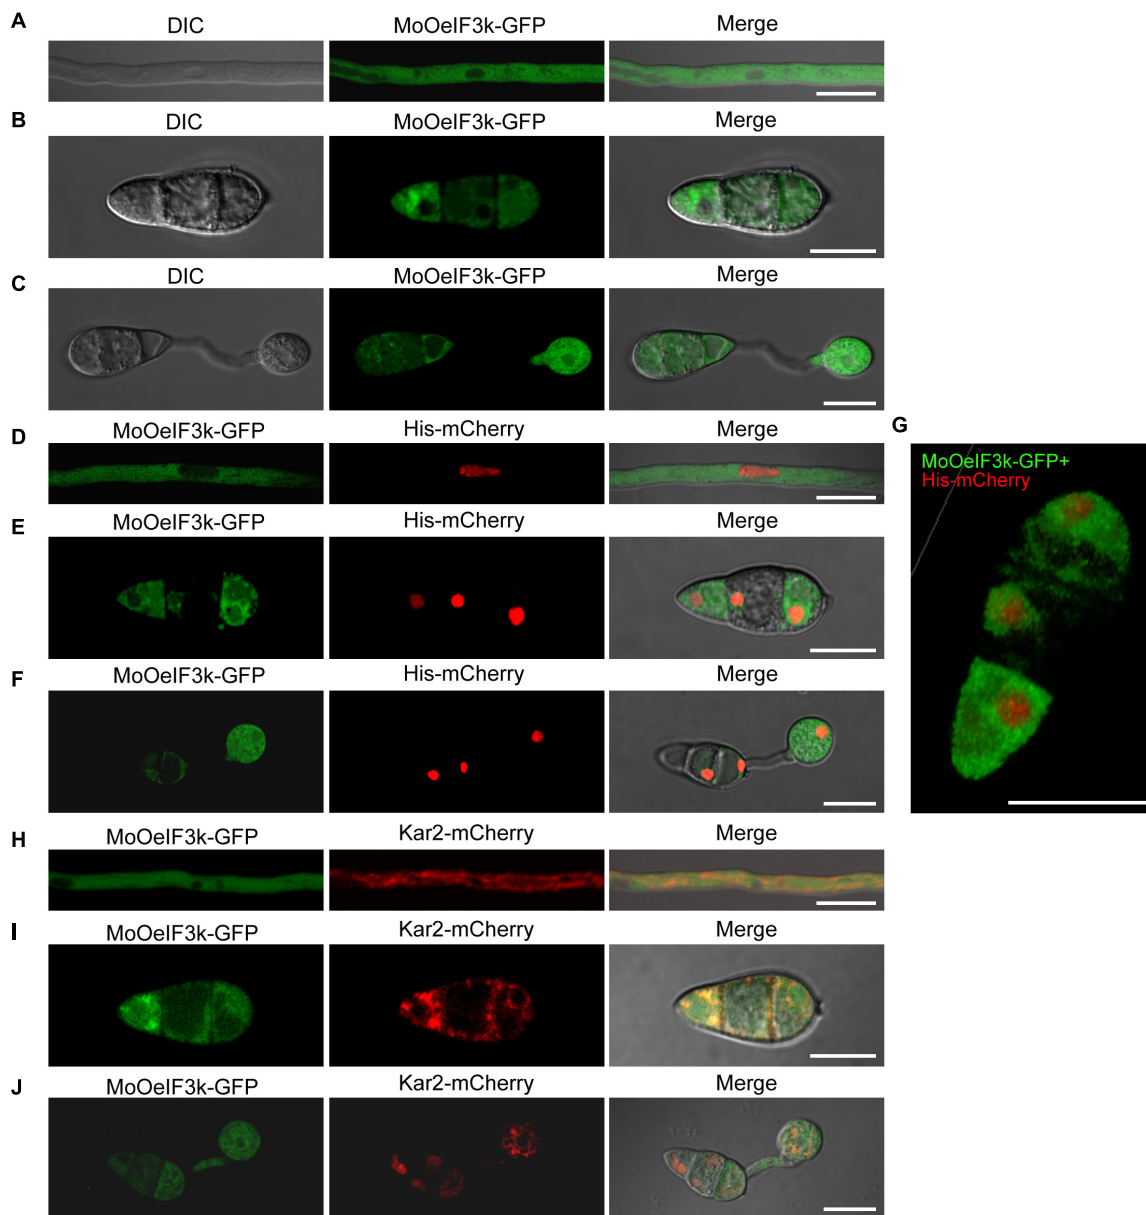 A
DIC MoOeIF3k-GFP Merge
B
DIC MoOeIF3k-GFP Merge
C
DIC MoOeIF3k-GFP Merge
D
MoOeIF3k-GFP His-mCherry Merge
E
MoOeIF3k-GFP His-mCherry Merge
F
MoOeIF3k-GFP His-mCherry Merge
G
MoOeIF3k-GFP+
His-mCherry
H
MoOeIF3k-GFP Kar2-mCherry Merge
I
MoOeIF3k-GFP Kar2-mCherry Merge
J
MoOeIF3k-GFP Kar2-mCherry Merge